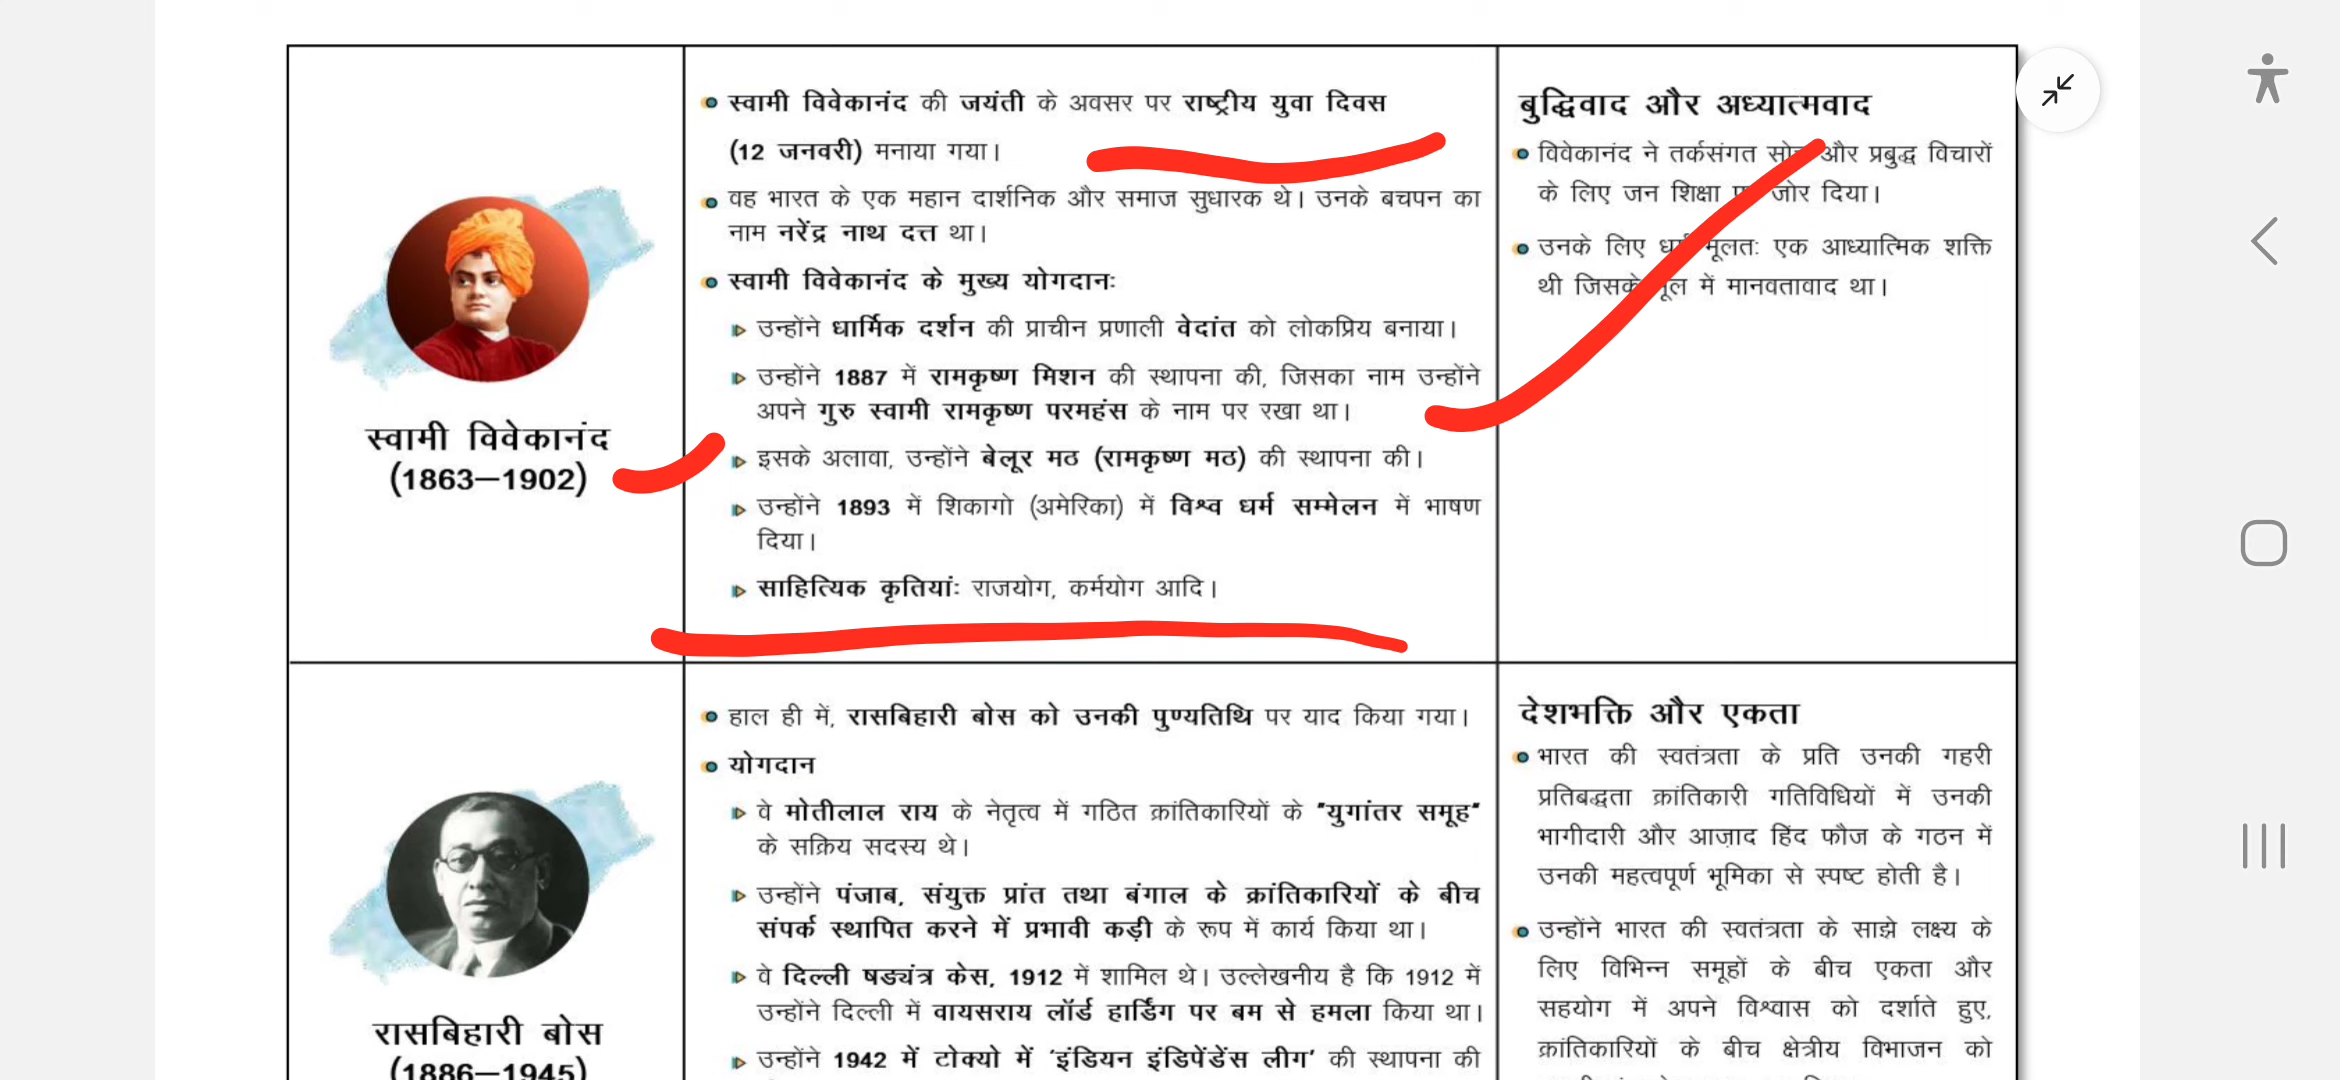 स्वामी विवेकानंद
(1863–1902)
स्वामी विवेकानंद की जयंती के अवसर पर राष्ट्रीय युवा दिवस
(12 जनवरी) मनाया गया।
वह भारत के एक महान दार्शनिक और समाज सुधारक थे। उनके बचपन का
नाम नरेंद्र नाथ दत्त था।
स्वामी विवेकानंद के मुख्य योगदानः
उन्होंने धार्मिक दर्शन की प्राचीन प्रणाली वेदांत को लोकप्रिय बनाया।
उन्होंने 1887 में रामकृष्ण मिशन की स्थापना की, जिसका नाम उन्होंने
अपने गुरु स्वामी रामकृष्ण परमहंस के नाम पर रखा था।
इसके अलावा, उन्होंने बेलूर मठ (रामकृष्ण मठ) की स्थापना की।
उन्होंने 1893 में शिकागो (अमेरिका) में विश्व धर्म सम्मेलन में भाषण
दिया।
साहित्यिक कृतियांः राजयोग, कर्मयोग आदि।
बुद्धिवाद और अध्यात्मवाद
विवेकानंद ने तर्कसंगत सोच और प्रबुद्ध विचारों
के लिए जन शिक्षा पर जोर दिया।
उनके लिए धर्म मूलतः एक आध्यात्मिक शक्ति
थी जिसके मूल में मानवतावाद था।
रासबिहारी बोस
(1886–1945)
हाल ही में, रासबिहारी बोस को उनकी पुण्यतिथि पर याद किया गया।
योगदान
वे मोतीलाल राय के नेतृत्व में गठित क्रांतिकारियों के "युगांतर समूह"
के सक्रिय सदस्य थे।
उन्होंने पंजाब, संयुक्त प्रांत तथा बंगाल के क्रांतिकारियों के बीच
संपर्क स्थापित करने में प्रभावी कड़ी के रूप में कार्य किया था।
वे दिल्ली षड्यंत्र केस, 1912 में शामिल थे। उल्लेखनीय है कि 1912 में
उन्होंने दिल्ली में वायसराय लॉर्ड हार्डिंग पर बम से हमला किया था।
उन्होंने 1942 में टोक्यो में 'इंडियन इंडिपेंडेंस लीग' की स्थापना की
देशभक्ति और एकता
भारत की स्वतंत्रता के प्रति उनकी गहरी
प्रतिबद्धता क्रांतिकारी गतिविधियों में उनकी
भागीदारी और आज़ाद हिंद फौज के गठन में
उनकी महत्वपूर्ण भूमिका से स्पष्ट होती है।
उन्होंने भारत की स्वतंत्रता के साझे लक्ष्य के
लिए विभिन्न समूहों के बीच एकता और
सहयोग में अपने विश्वास को दर्शाते हुए,
क्रांतिकारियों के बीच क्षेत्रीय विभाजन को